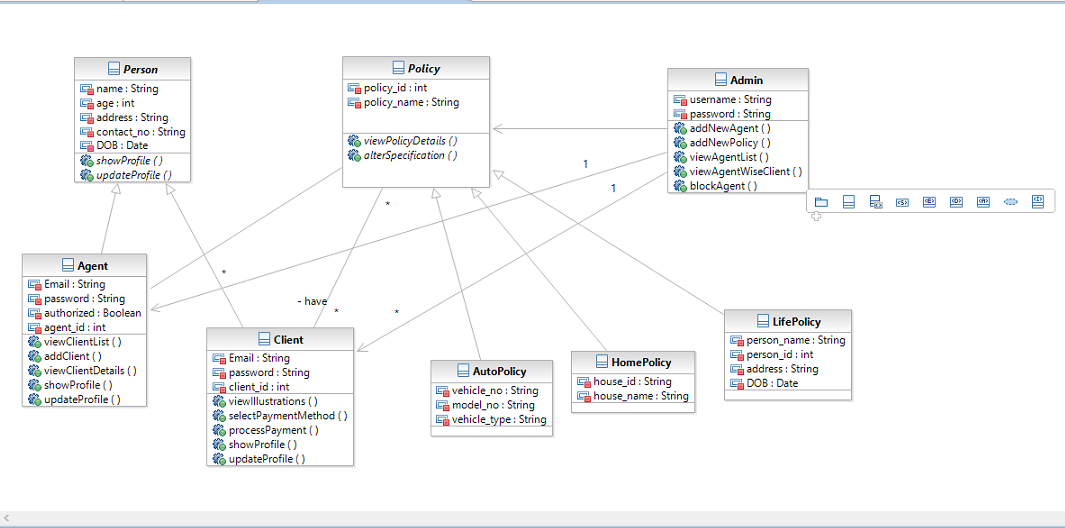 Person
name : String
age : int
address : String
contact_no : String
DOB : Date
showProfile ( )
updateProfile ( )
Policy
policy_id : int
policy_name : String
viewPolicyDetails ( )
alterSpecification ( )
Admin
username : String
password : String
addNewAgent ( )
addNewPolicy ( )
viewAgentList ( )
viewAgentWiseClient ( )
blockAgent ( )
1
1
*
*
- have
*
*
Agent
Email : String
password : String
authorized : Boolean
agent_id : int
viewClientList ( )
addClient ( )
viewClientDetails ( )
showProfile ( )
updateProfile ( )
Client
Email : String
password : String
client_id : int
viewIllustrations ( )
selectPaymentMethod ( )
processPayment ( )
showProfile ( )
updateProfile ( )
AutoPolicy
vehicle_no : String
model_no : String
vehicle_type : String
HomePolicy
house_id : String
house_name : String
LifePolicy
person_name : String
person_id : int
address : String
DOB : Date